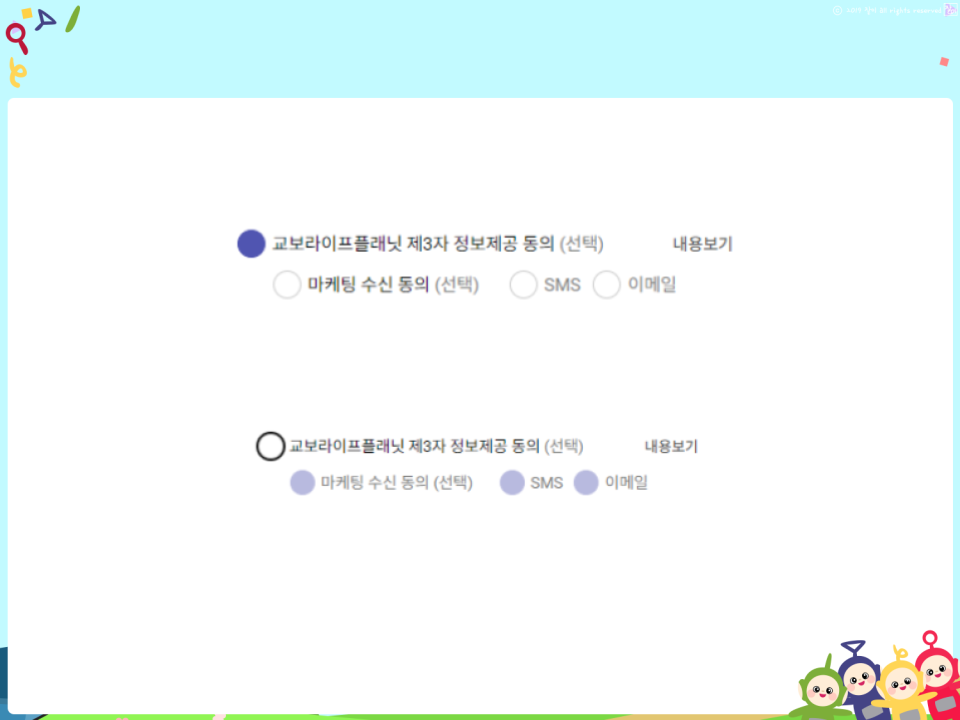 All rights reserved
교보라이프플래닛 제3자 정보제공 동의 (선택) 내용보기
마케팅 수신 동의 (선택) SMS 이메일
교보라이프플래닛 제3자 정보제공 동의 (선택) 내용보기
마케팅 수신 동의 (선택) SMS 이메일